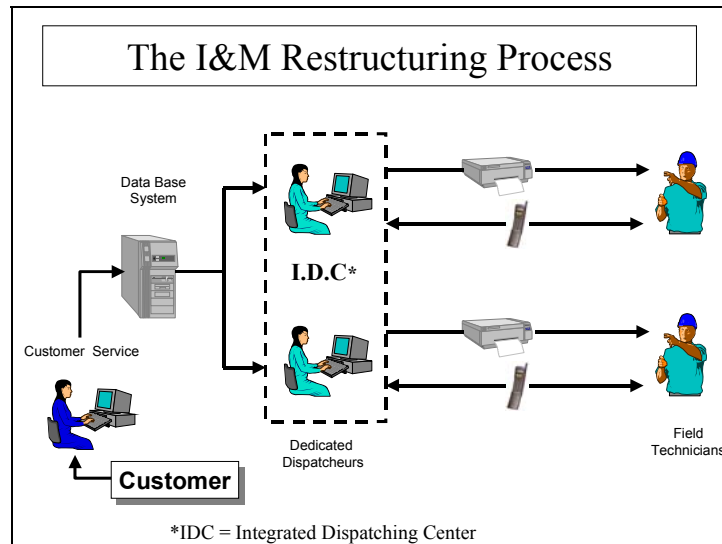 The I&M Restructuring Process
Data Base
System
I.D.C*
Customer Service
Customer
Dedicated
Dispatcheurs
Field
Technicians
*IDC = Integrated Dispatching Center